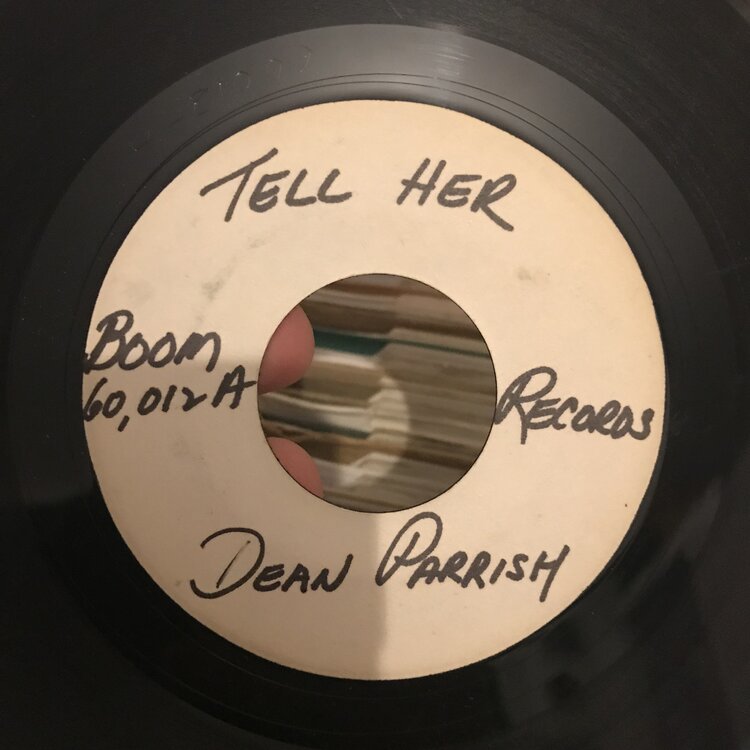 TELL HER
BOOM
60,012 A
RECORDS
DEAN PARRISH